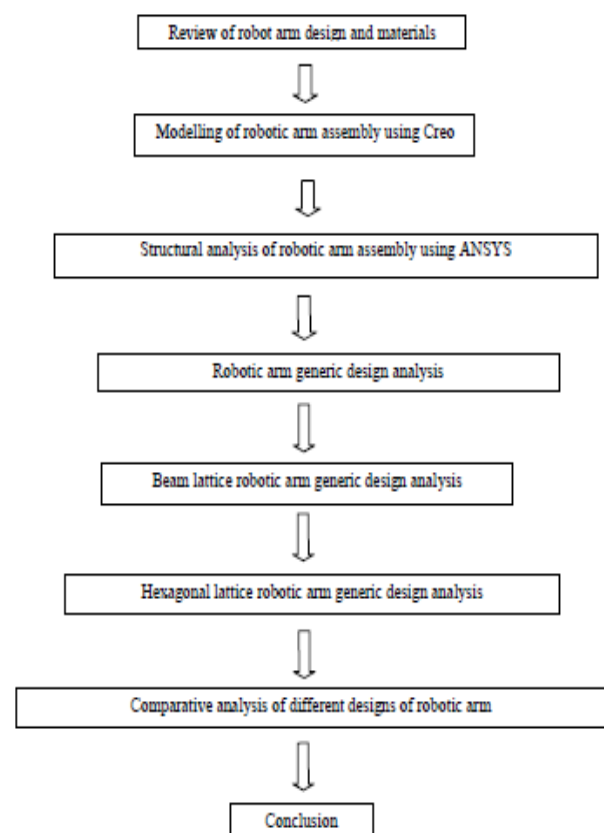 Review of robot arm design and materials
Modelling of robotic arm assembly using Creo
Structural analysis of robotic arm assembly using ANSYS
Robotic arm generic design analysis
Beam lattice robotic arm generic design analysis
Hexagonal lattice robotic arm generic design analysis
Comparative analysis of different designs of robotic arm
Conclusion